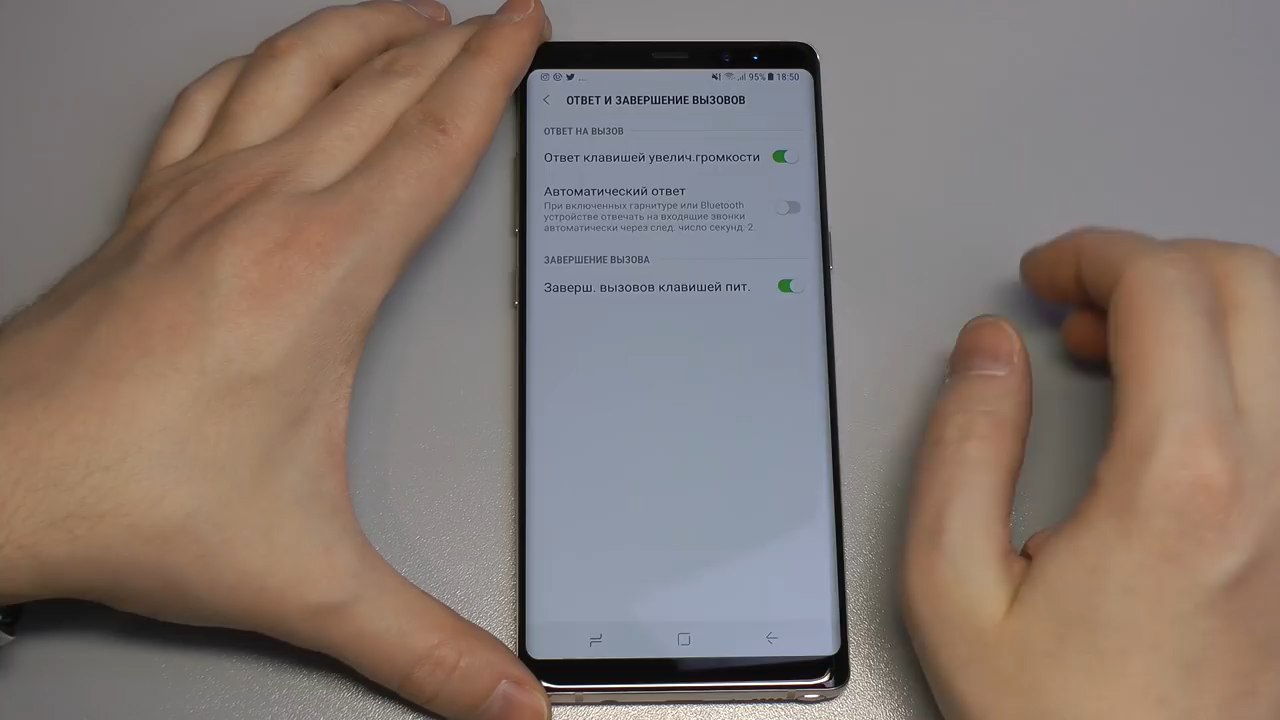 95% 18:50
ОТВЕТ И ЗАВЕРШЕНИЕ ВЫЗОВОВ
ОТВЕТ НА ВЫЗОВ
Ответ клавишей увелич.громкости
Автоматический ответ
При включенных гарнитуре или Bluetooth
устройстве отвечать на входящие звонки
автоматически через след. число секунд: 2.
ЗАВЕРШЕНИЕ ВЫЗОВА
Заверш. вызовов клавишей пит.